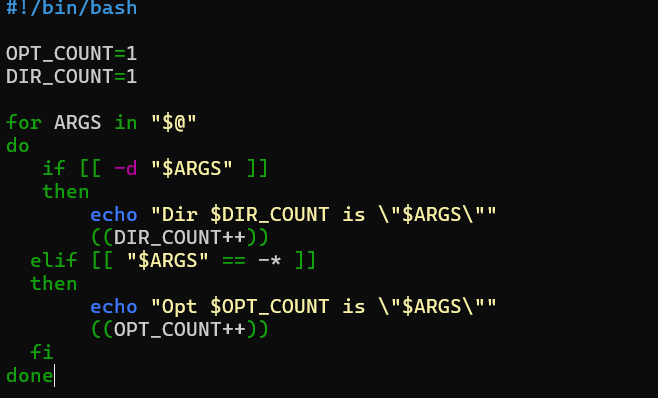 #!/bin/bash

OPT_COUNT=1
DIR_COUNT=1

for ARGS in "$@"
do
   if [[ -d "$ARGS" ]]
   then
       echo "Dir $DIR_COUNT is \"$ARGS\""
       ((DIR_COUNT++))
  elif [[ "$ARGS" == -* ]]
  then
       echo "Opt $OPT_COUNT is \"$ARGS\""
       ((OPT_COUNT++))
  fi
done